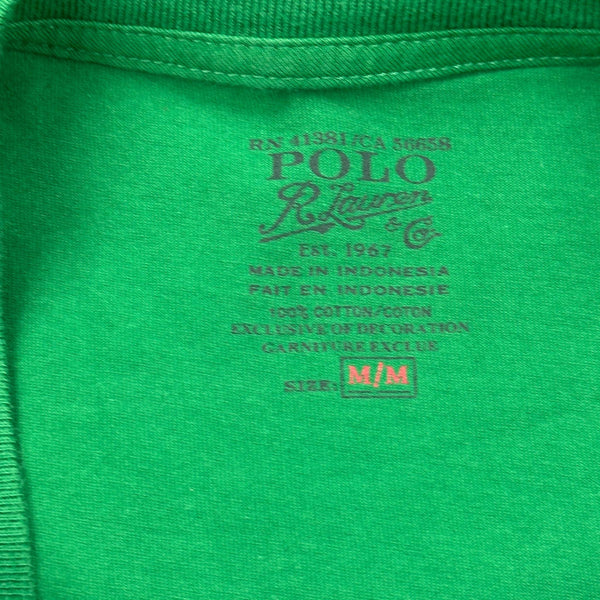 RN 41381/CA 56658
POLO
R. Lauren
& Co.
EST. 1967
MADE IN INDONESIA
FAIT EN INDONESIE
100% COTTON/COTON
EXCLUSIVE OF DECORATION
GARNITURE EXCLUE
SIZE: M/M